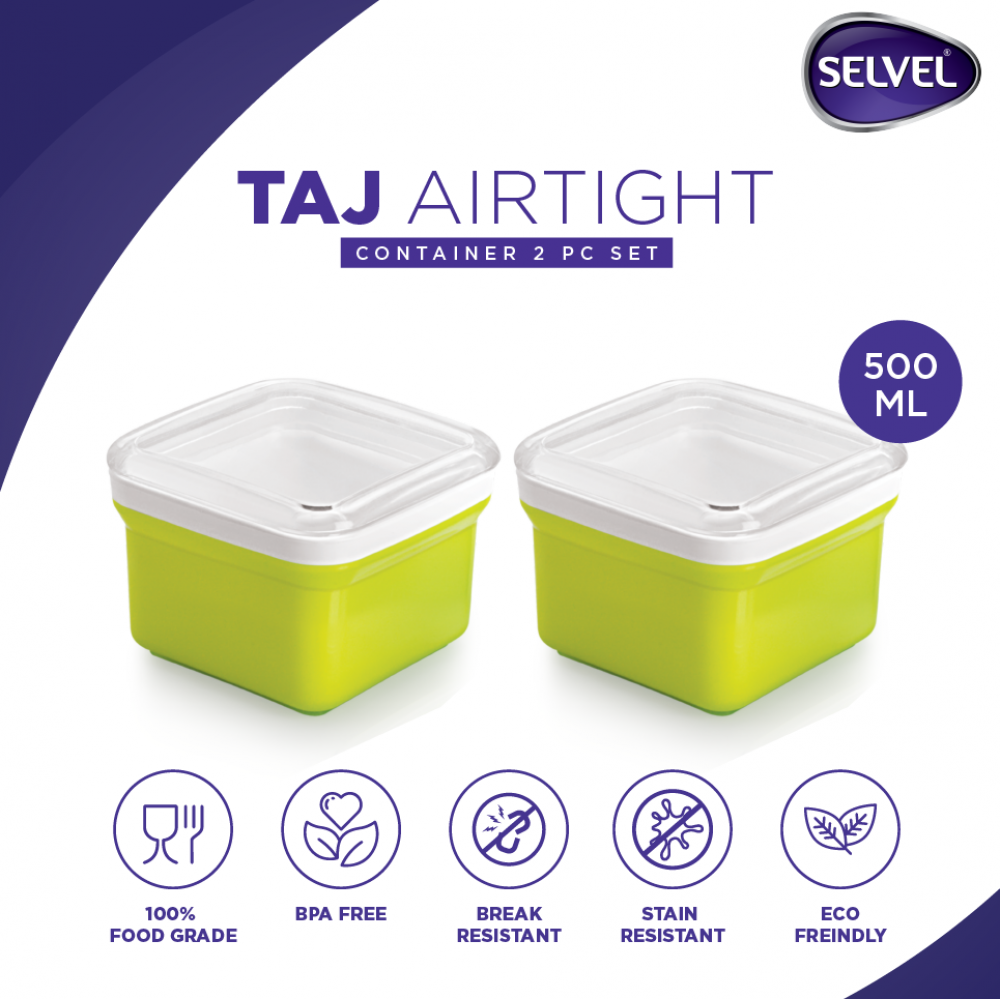 SELVEL®
TAJ AIRTIGHT
CONTAINER 2 PC SET
500
ML
100%
FOOD GRADE
BPA FREE
BREAK
RESISTANT
STAIN
RESISTANT
ECO
FREINDLY